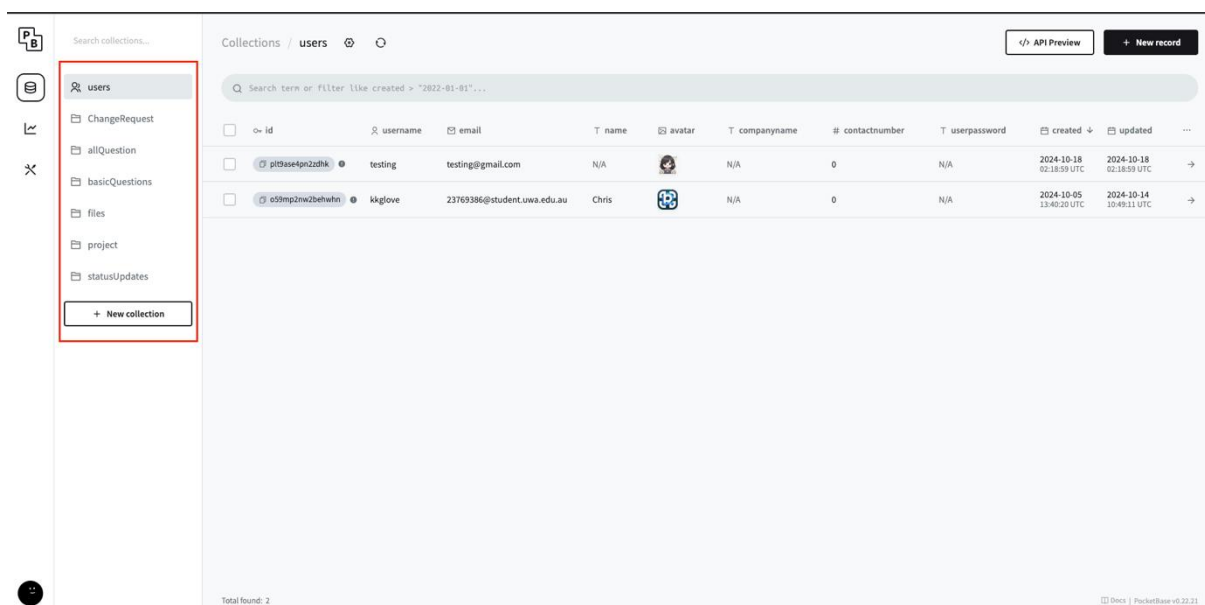 PB
Search collections...
users
ChangeRequest
allQuestion
basicQuestions
files
project
statusUpdates
+ New collection
Collections / users
</> API Preview
+ New record
Search term or filter like created > "2022-01-01"...
id username email name avatar companyname # contactnumber userpassword created updated
plt9ase4pn2zdhk testing testing@gmail.com N/A N/A 0 N/A 2024-10-18 02:18:59 UTC 2024-10-18 02:18:59 UTC
o59mp2nw2behwhn kkglove 23769386@student.uwa.edu.au Chris N/A 0 N/A 2024-10-05 13:40:20 UTC 2024-10-14 10:49:11 UTC
Total found: 2
Docs | PocketBase v0.22.21